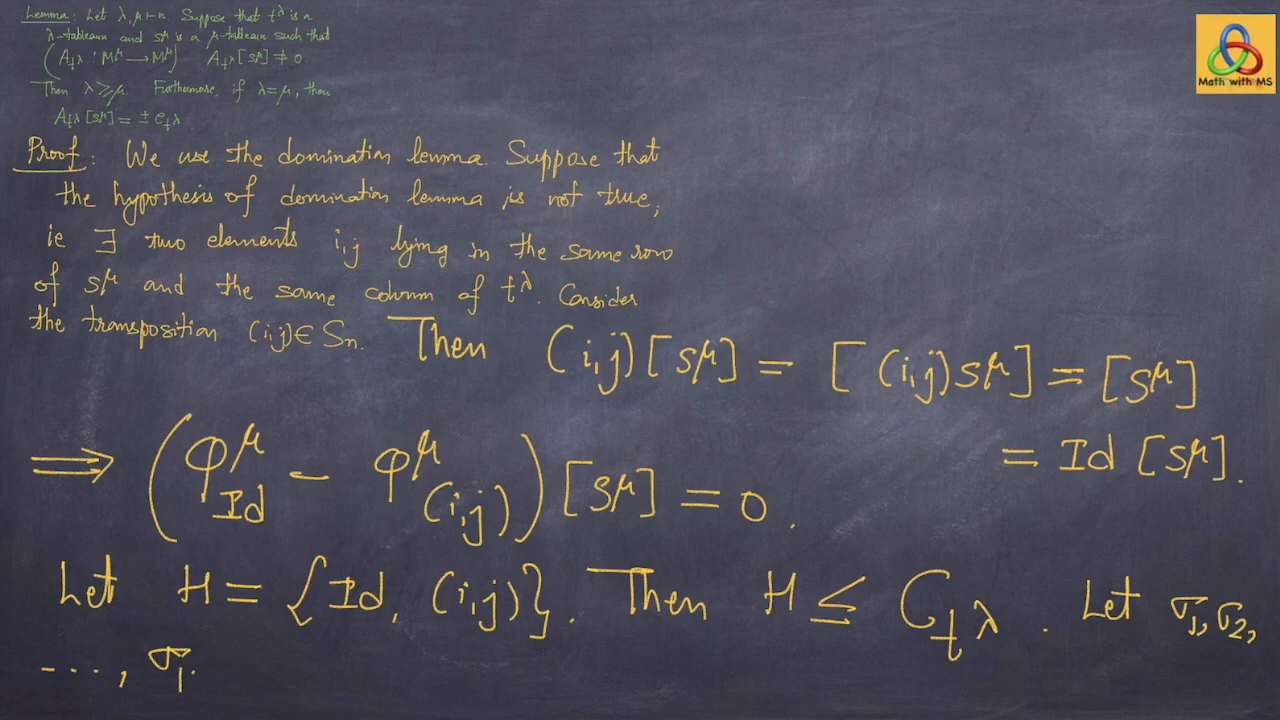 Lemma: Let λ, μ ⊢ n. Suppose that t^λ is a
λ-tableaux and s^μ is a μ-tableaux such that
(A_{t^λ} : M^μ → M^μ) A_{t^λ}[s^μ] ≠ 0.
Then λ ⊵ μ. Furthermore, if λ = μ, then
A_{t^λ}[s^μ] = ± e_{t^λ}
Proof: We use the domination lemma. Suppose that
the hypothesis of domination lemma is not true,
ie ∃ two elements i,j lying in the same row
of s^μ and the same column of t^λ. Consider
the transposition (i,j) ∈ S_n. Then (i,j)[s^μ] = [(i,j)s^μ] = [s^μ]
= Id [s^μ].
⟹ (φ^μ_{Id} − φ^μ_{(i,j)}) [s^μ] = 0.
Let H = {Id, (i,j)}. Then H ≤ C_{t^λ}. Let σ_1, σ_2,
..., σ
Math with MS